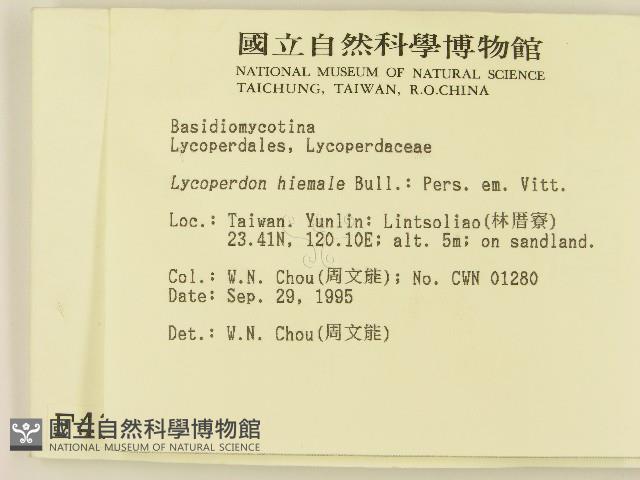 國立自然科學博物館
NATIONAL MUSEUM OF NATURAL SCIENCE
TAICHUNG, TAIWAN, R.O.CHINA
Basidiomycotina
Lycoperdales, Lycoperdaceae
Lycoperdon hiemale Bull.: Pers. em. Vitt.
Loc.: Taiwan. Yunlin: Lintsoliao(林厝寮)
23.41N, 120.10E; alt. 5m; on sandland.
Col.: W.N. Chou(周文能); No. CWN 01280
Date: Sep. 29, 1995
Det.: W.N. Chou(周文能)
國立自然科學博物館
NATIONAL MUSEUM OF NATURAL SCIENCE